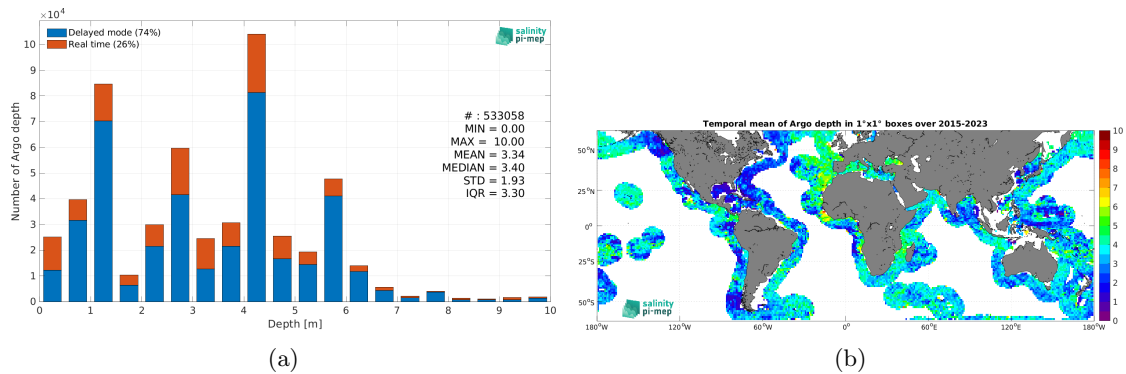 ×10⁴
Delayed mode (74%)
Real time (26%)
salinity
pi-mep
10
9
8
7
6
5
4
3
2
1
0
Number of Argo depth
# : 533058
MIN = 0.00
MAX = 10.00
MEAN = 3.34
MEDIAN = 3.40
STD = 1.93
IQR = 3.30
0 1 2 3 4 5 6 7 8 9 10
Depth [m]
(a)
Temporal mean of Argo depth in 1°x1° boxes over 2015-2023
50°N
25°N
0°
25°S
50°S
salinity
pi-mep
180°W 120°W 60°W 0° 60°E 120°E 180°W
10
9
8
7
6
5
4
3
2
1
0
(b)